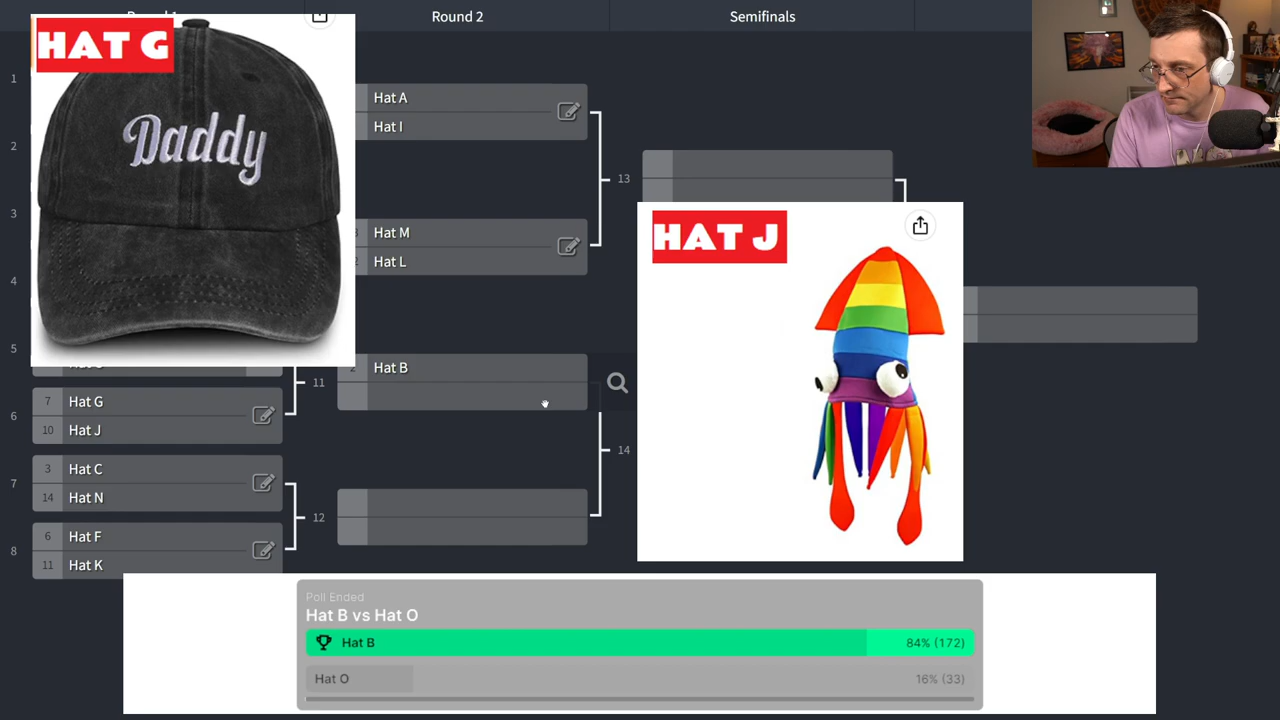 Round 2
Semifinals
HAT G
Daddy
1
2
3
4
5
6
7
8
Hat A
Hat I
13
Hat M
2
Hat L
HAT J
2
Hat B
11
14
7
Hat G
10
Hat J
3
Hat C
14
Hat N
12
6
Hat F
11
Hat K
Poll Ended
Hat B vs Hat O
Hat B
84% (172)
Hat O
16% (33)